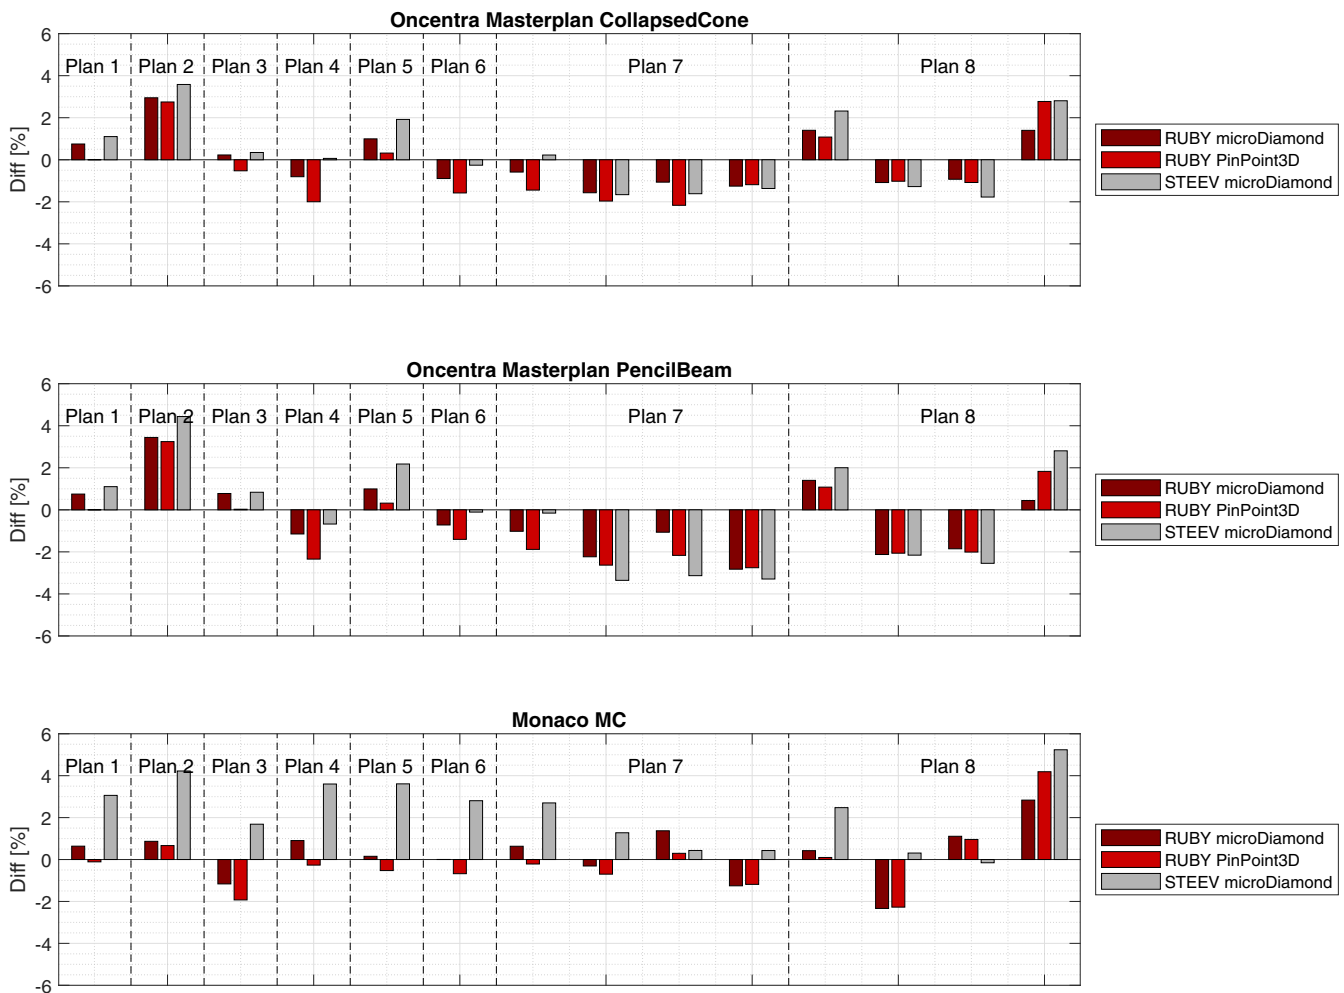 Oncentra Masterplan CollapsedCone
6
4
2
0
-2
-4
-6
Diff [%]
Plan 1 Plan 2 Plan 3 Plan 4 Plan 5 Plan 6 Plan 7 Plan 8
RUBY microDiamond
RUBY PinPoint3D
STEEV microDiamond
Oncentra Masterplan PencilBeam
6
4
2
0
-2
-4
-6
Diff [%]
Plan 1 Plan 2 Plan 3 Plan 4 Plan 5 Plan 6 Plan 7 Plan 8
RUBY microDiamond
RUBY PinPoint3D
STEEV microDiamond
Monaco MC
6
4
2
0
-2
-4
-6
Diff [%]
Plan 1 Plan 2 Plan 3 Plan 4 Plan 5 Plan 6 Plan 7 Plan 8
RUBY microDiamond
RUBY PinPoint3D
STEEV microDiamond